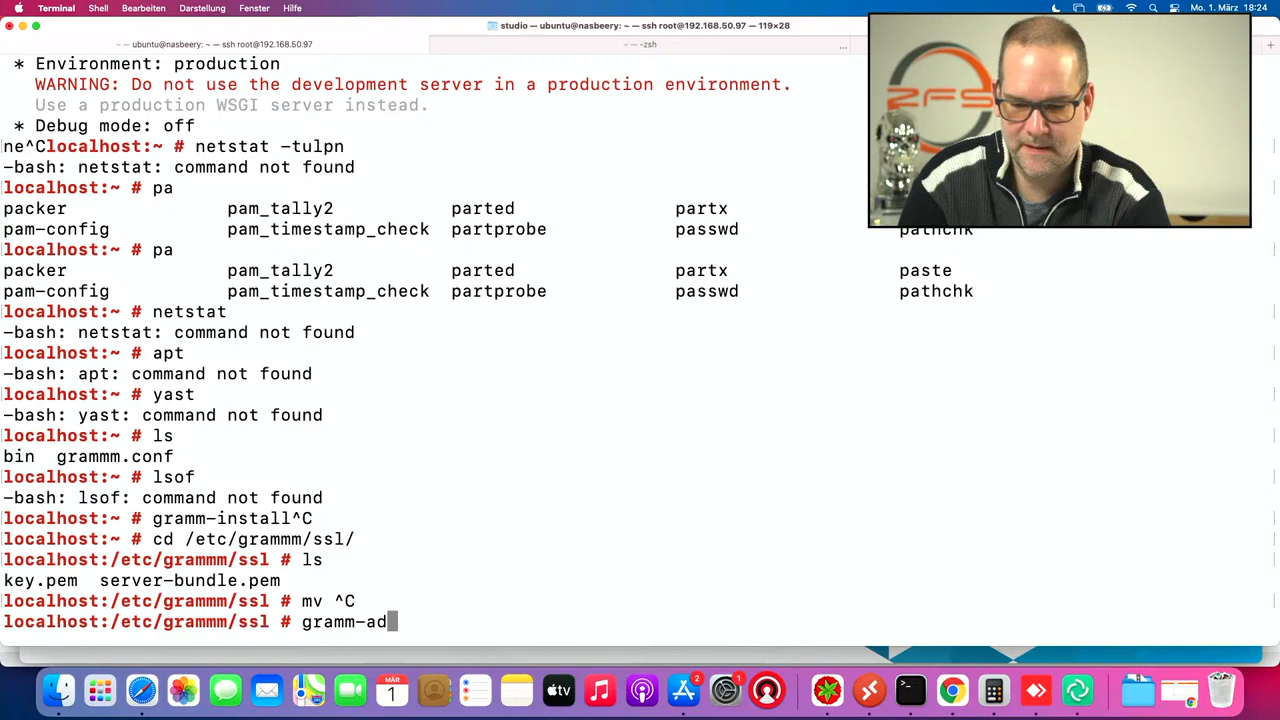 Terminal Shell Bearbeiten Darstellung Fenster Hilfe
Mo. 1. März 18:24
studio — ubuntu@nasbeery: ~ — ssh root@192.168.50.97 — 119×28
~ — ubuntu@nasbeery: ~ — ssh root@192.168.50.97
~ — -zsh
...
* Environment: production
WARNING: Do not use the development server in a production environment.
Use a production WSGI server instead.
* Debug mode: off
ne^Clocalhost:~ # netstat -tulpn
-bash: netstat: command not found
localhost:~ # pa
packer pam_tally2 parted partx
pam-config pam_timestamp_check partprobe passwd pathchk
localhost:~ # pa
packer pam_tally2 parted partx paste
pam-config pam_timestamp_check partprobe passwd pathchk
localhost:~ # netstat
-bash: netstat: command not found
localhost:~ # apt
-bash: apt: command not found
localhost:~ # yast
-bash: yast: command not found
localhost:~ # ls
bin grammm.conf
localhost:~ # lsof
-bash: lsof: command not found
localhost:~ # gramm-install^C
localhost:~ # cd /etc/grammm/ssl/
localhost:/etc/grammm/ssl # ls
key.pem server-bundle.pem
localhost:/etc/grammm/ssl # mv ^C
localhost:/etc/grammm/ssl # gramm-ad
ZFS
MÄR
1
tv
2
1